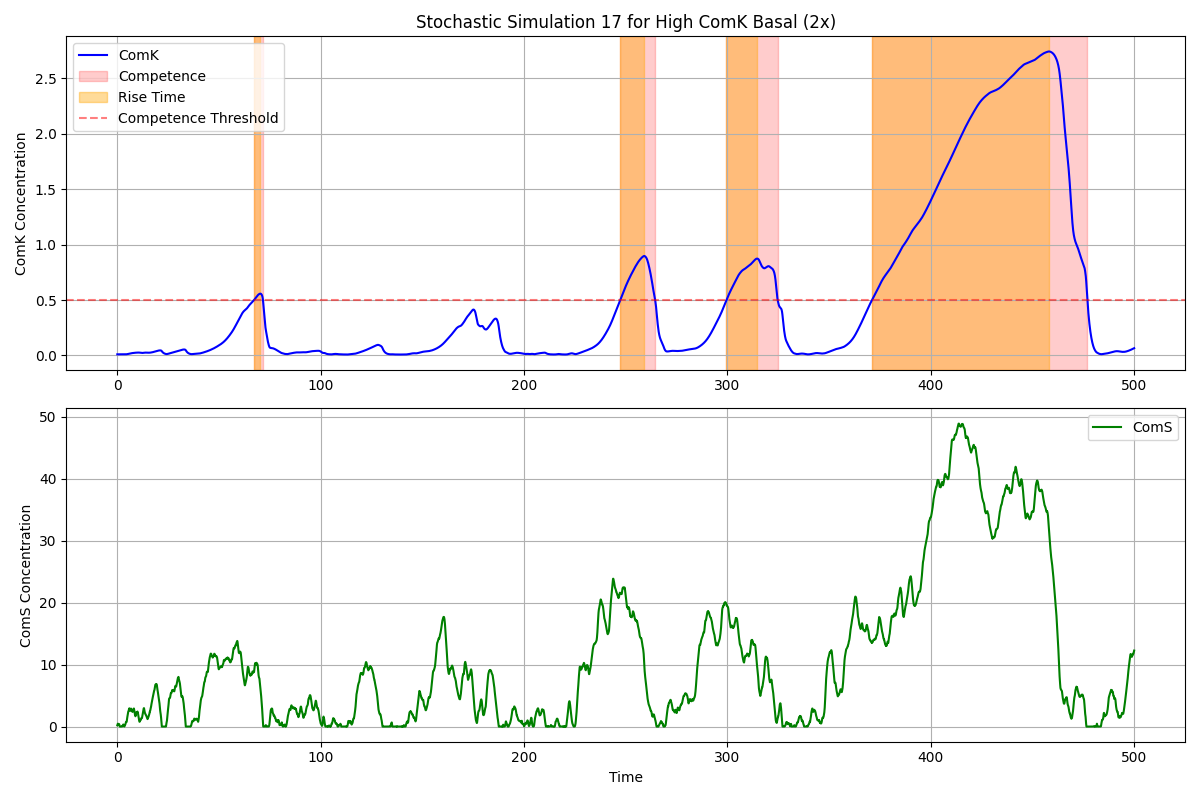 Stochastic Simulation 17 for High ComK Basal (2x)
ComK
Competence
Rise Time
Competence Threshold
ComK Concentration
2.5
2.0
1.5
1.0
0.5
0.0
0 100 200 300 400 500
ComS
ComS Concentration
50
40
30
20
10
0
0 100 200 300 400 500
Time